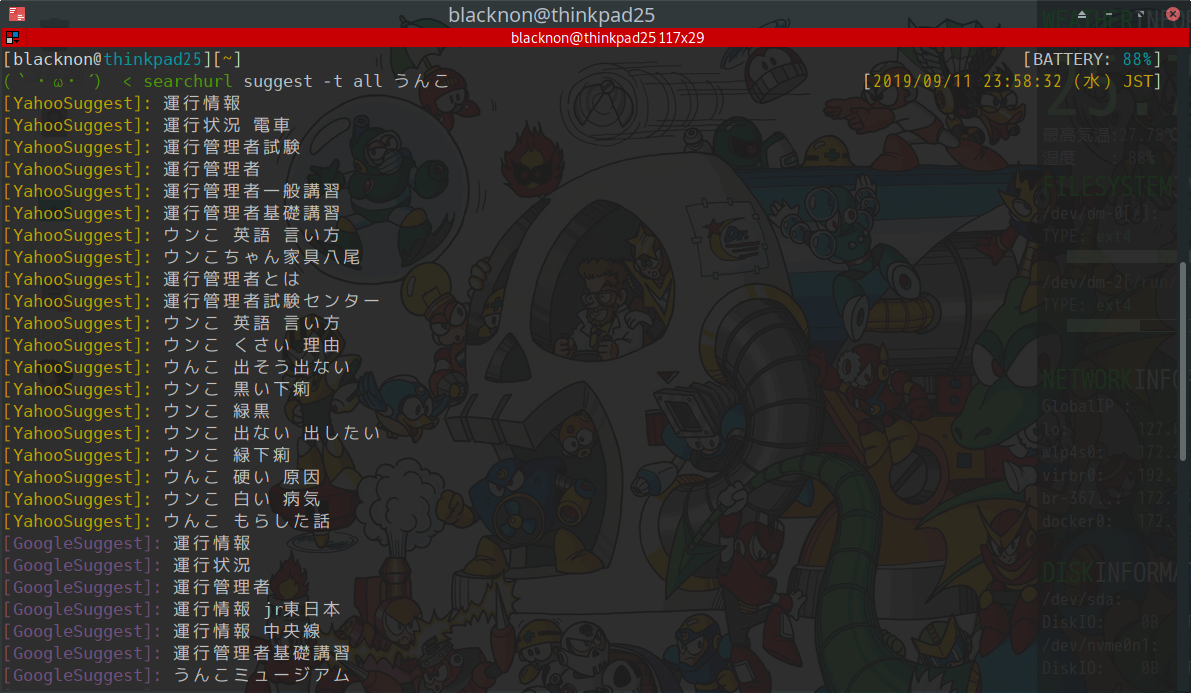 blacknon@thinkpad25
blacknon@thinkpad25 117x29
[blacknon@thinkpad25][~] [BATTERY: 88%]
(｀・ω・´) < searchurl suggest -t all うんこ [2019/09/11 23:58:32 (水) JST]
[YahooSuggest]: 運行情報
[YahooSuggest]: 運行状況 電車
[YahooSuggest]: 運行管理者試験
[YahooSuggest]: 運行管理者
[YahooSuggest]: 運行管理者一般講習
[YahooSuggest]: 運行管理者基礎講習
[YahooSuggest]: ウンこ 英語 言い方
[YahooSuggest]: ウンこちゃん家具八尾
[YahooSuggest]: 運行管理者とは
[YahooSuggest]: 運行管理者試験センター
[YahooSuggest]: ウンこ 英語 言い方
[YahooSuggest]: ウンこ くさい 理由
[YahooSuggest]: ウんこ 出そう出ない
[YahooSuggest]: ウンこ 黒い下痢
[YahooSuggest]: ウンこ 緑黒
[YahooSuggest]: ウンこ 出ない 出したい
[YahooSuggest]: ウンこ 緑下痢
[YahooSuggest]: ウんこ 硬い 原因
[YahooSuggest]: ウンこ 白い 病気
[YahooSuggest]: ウんこ もらした話
[GoogleSuggest]: 運行情報
[GoogleSuggest]: 運行状況
[GoogleSuggest]: 運行管理者
[GoogleSuggest]: 運行情報 jr東日本
[GoogleSuggest]: 運行情報 中央線
[GoogleSuggest]: 運行管理者基礎講習
[GoogleSuggest]: うんこミュージアム
WEATHER INFOR
最高気温:27.78℃
湿度 : 88%
FILESYSTEM
/dev/dm-0[/]:
TYPE: ext4
/dev/dm-2[/run/
TYPE: ext4
NETWORK INFO
GlobalIP :
lo: 127.
wlp4s0: 172.
virbr0: 192.
br-367 172.
docker0: 172.
DISK INFORMA
/dev/sda:
DiskIO: 0B
/dev/nvme0n1:
DiskIO: 0B